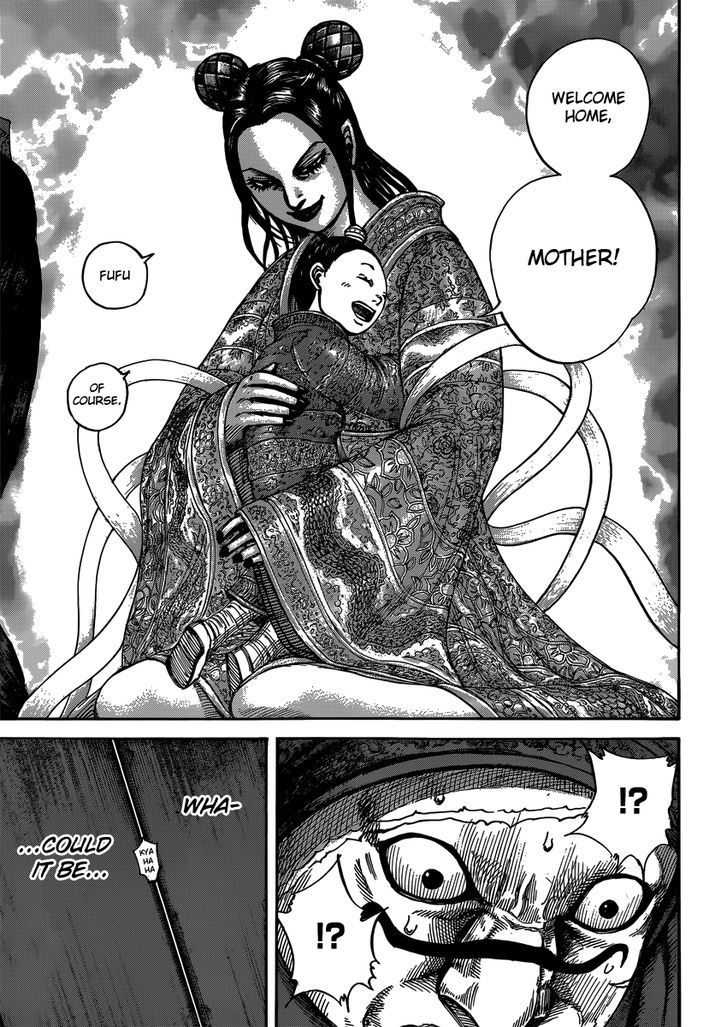 WELCOME
HOME,
MOTHER!
FUFU
OF
COURSE.
!?
!?
WHA-
...COULD
IT BE...
KYA
HA
HA